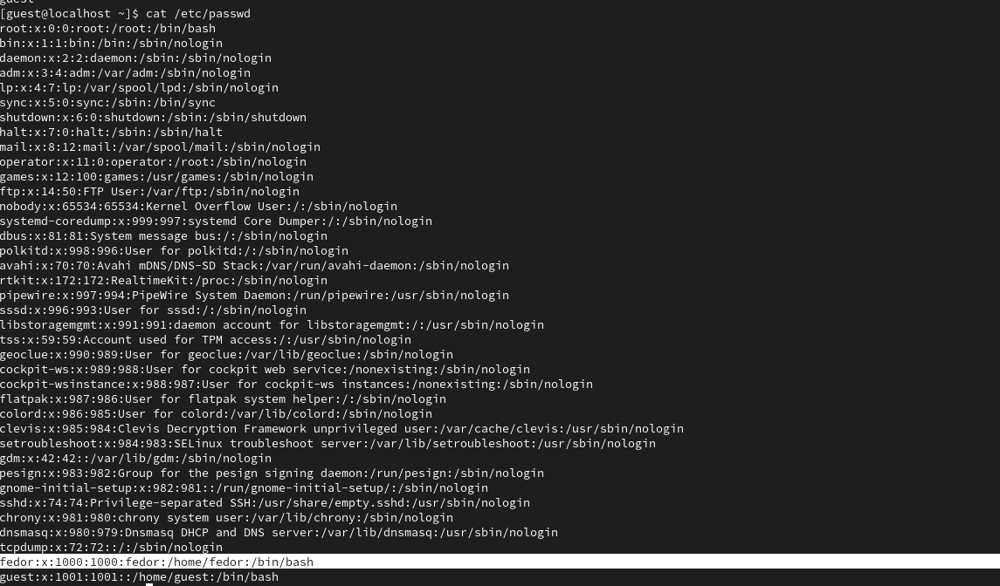 guest
[guest@localhost ~]$ cat /etc/passwd
root:x:0:0:root:/root:/bin/bash
bin:x:1:1:bin:/bin:/sbin/nologin
daemon:x:2:2:daemon:/sbin:/sbin/nologin
adm:x:3:4:adm:/var/adm:/sbin/nologin
lp:x:4:7:lp:/var/spool/lpd:/sbin/nologin
sync:x:5:0:sync:/sbin:/bin/sync
shutdown:x:6:0:shutdown:/sbin:/sbin/shutdown
halt:x:7:0:halt:/sbin:/sbin/halt
mail:x:8:12:mail:/var/spool/mail:/sbin/nologin
operator:x:11:0:operator:/root:/sbin/nologin
games:x:12:100:games:/usr/games:/sbin/nologin
ftp:x:14:50:FTP User:/var/ftp:/sbin/nologin
nobody:x:65534:65534:Kernel Overflow User:/:/sbin/nologin
systemd-coredump:x:999:997:systemd Core Dumper:/:/sbin/nologin
dbus:x:81:81:System message bus:/:/sbin/nologin
polkitd:x:998:996:User for polkitd:/:/sbin/nologin
avahi:x:70:70:Avahi mDNS/DNS-SD Stack:/var/run/avahi-daemon:/sbin/nologin
rtkit:x:172:172:RealtimeKit:/proc:/sbin/nologin
pipewire:x:997:994:PipeWire System Daemon:/run/pipewire:/usr/sbin/nologin
sssd:x:996:993:User for sssd:/:/sbin/nologin
libstoragemgmt:x:991:991:daemon account for libstoragemgmt:/:/usr/sbin/nologin
tss:x:59:59:Account used for TPM access:/:/usr/sbin/nologin
geoclue:x:990:989:User for geoclue:/var/lib/geoclue:/sbin/nologin
cockpit-ws:x:989:988:User for cockpit web service:/nonexisting:/sbin/nologin
cockpit-wsinstance:x:988:987:User for cockpit-ws instances:/nonexisting:/sbin/nologin
flatpak:x:987:986:User for flatpak system helper:/:/sbin/nologin
colord:x:986:985:User for colord:/var/lib/colord:/sbin/nologin
clevis:x:985:984:Clevis Decryption Framework unprivileged user:/var/cache/clevis:/usr/sbin/nologin
setroubleshoot:x:984:983:SELinux troubleshoot server:/var/lib/setroubleshoot:/usr/sbin/nologin
gdm:x:42:42::/var/lib/gdm:/sbin/nologin
pesign:x:983:982:Group for the pesign signing daemon:/run/pesign:/sbin/nologin
gnome-initial-setup:x:982:981::/run/gnome-initial-setup/:/sbin/nologin
sshd:x:74:74:Privilege-separated SSH:/usr/share/empty.sshd:/usr/sbin/nologin
chrony:x:981:980:chrony system user:/var/lib/chrony:/sbin/nologin
dnsmasq:x:980:979:Dnsmasq DHCP and DNS server:/var/lib/dnsmasq:/usr/sbin/nologin
tcpdump:x:72:72::/:/sbin/nologin
fedor:x:1000:1000:fedor:/home/fedor:/bin/bash
guest:x:1001:1001::/home/guest:/bin/bash